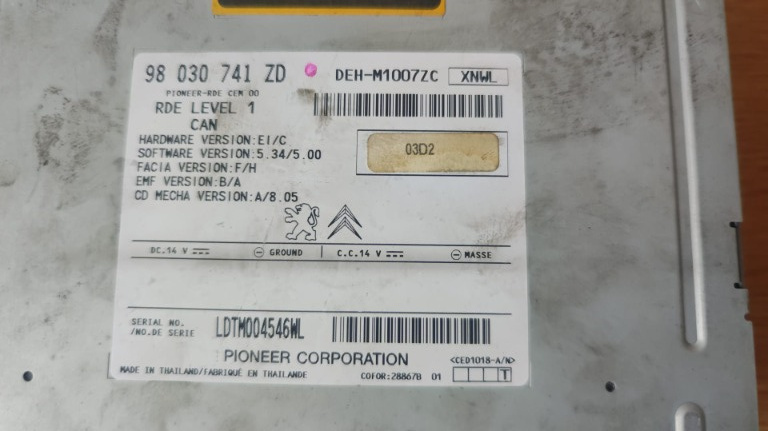 98 030 741 ZD DEH-M1007ZC XNWL
PIONEER-RDE CEM 00
RDE LEVEL 1
CAN
HARDWARE VERSION:EI/C
SOFTWARE VERSION:5.34/5.00
03D2
FACIA VERSION:F/H
EMF VERSION:B/A
CD MECHA VERSION:A/8.05
DC.14 V GROUND C.C.14 V MASSE
SERIAL NO.
/NO.DE SERIE LDTM004546WL
PIONEER CORPORATION <CED1018-A/N>
MADE IN THAILAND/FABRIQUÉ EN THAILANDE COFOR:28867B 01 T